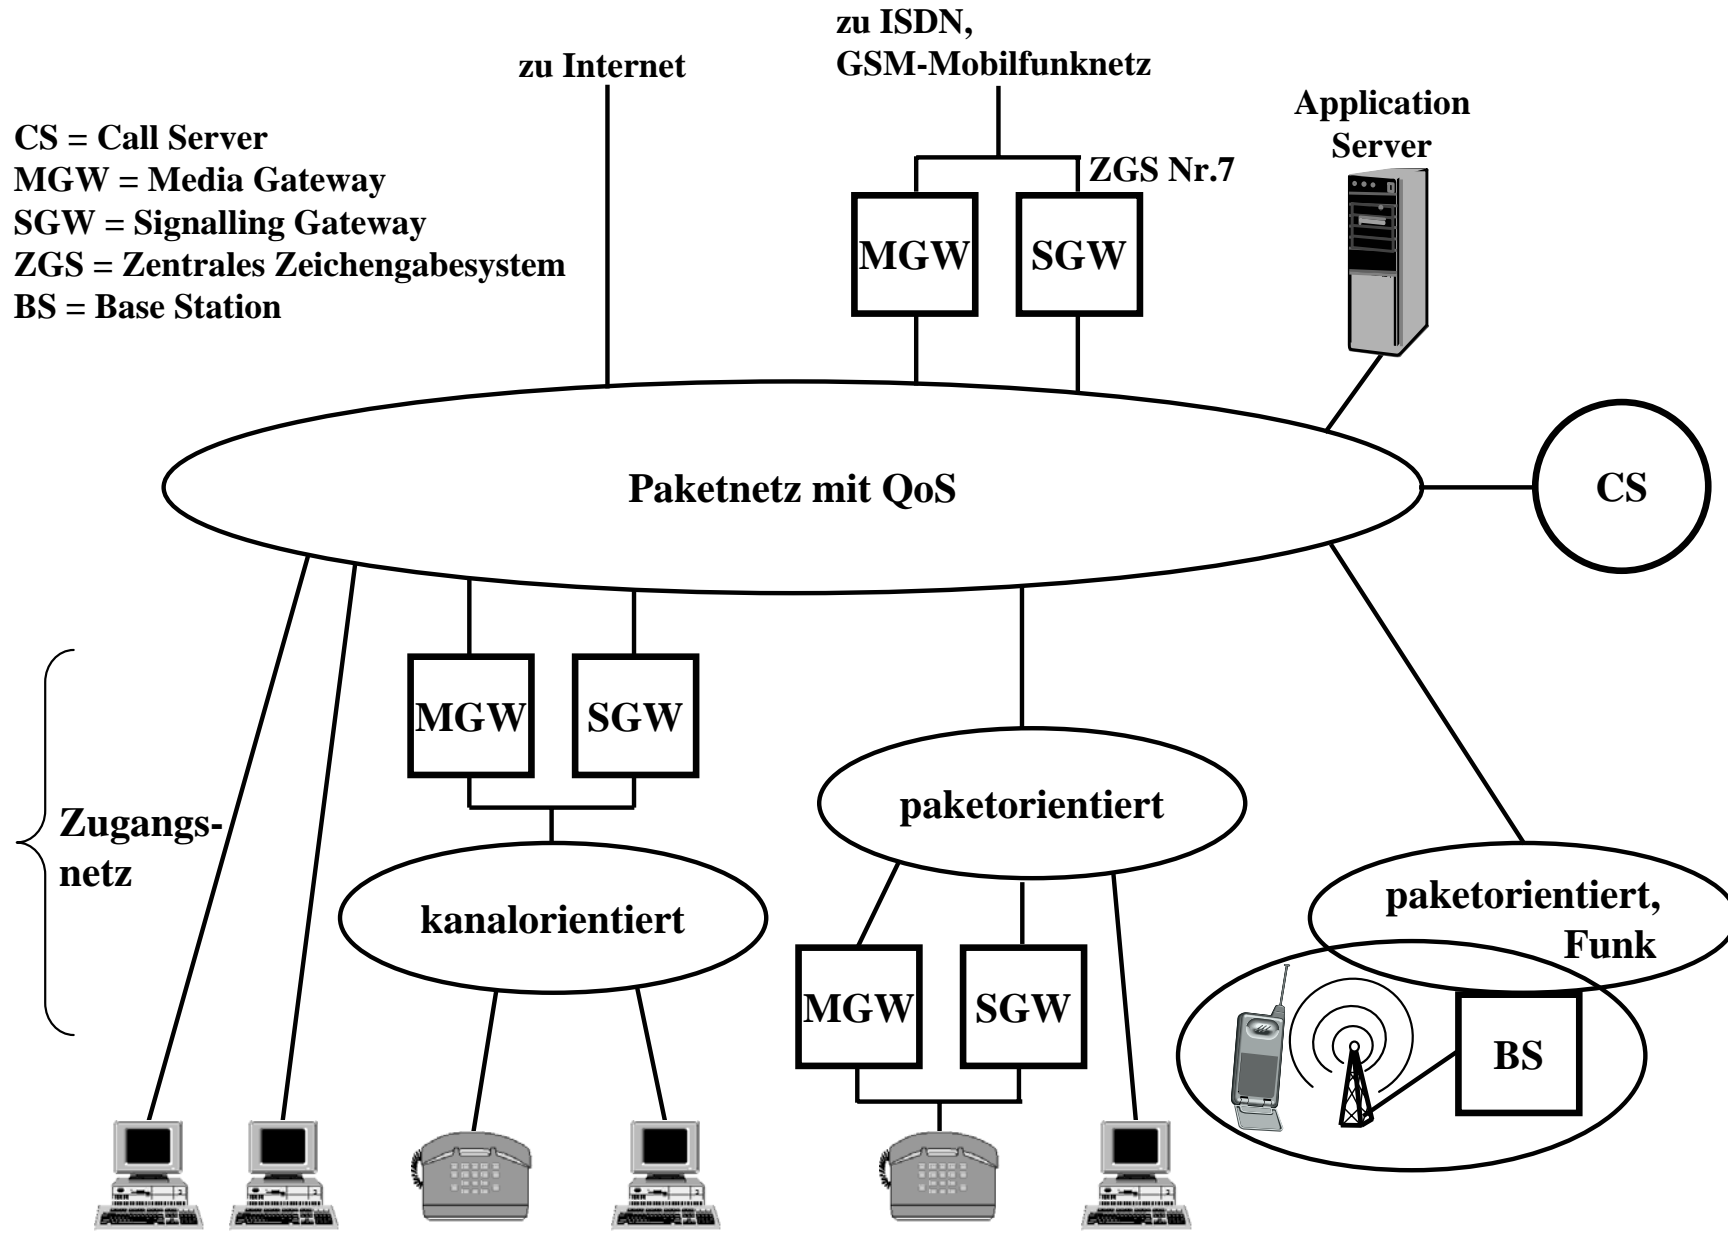 zu Internet
zu ISDN,
GSM-Mobilfunknetz
Application
Server
CS = Call Server
MGW = Media Gateway
SGW = Signalling Gateway
ZGS = Zentrales Zeichengabesystem
BS = Base Station
ZGS Nr.7
MGW
SGW
Paketnetz mit QoS
CS
MGW
SGW
Zugangs-
netz
paketorientiert
kanalorientiert
paketorientiert,
Funk
MGW
SGW
BS